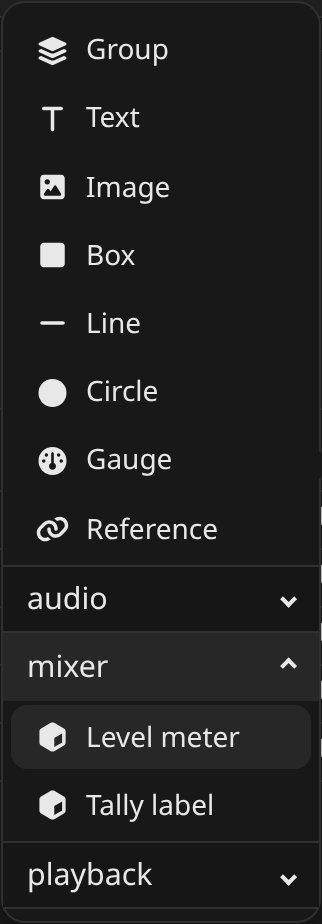 Group
Text
Image
Box
Line
Circle
Gauge
Reference
audio
mixer
Level meter
Tally label
playback